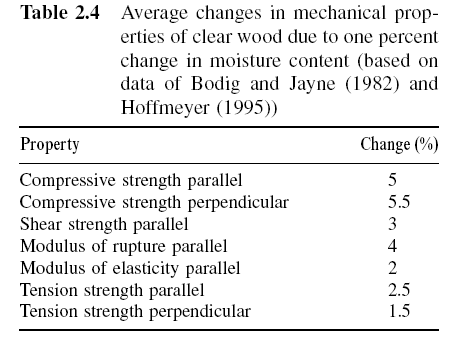 Table 2.4 Average changes in mechanical prop-
erties of clear wood due to one percent
change in moisture content (based on
data of Bodig and Jayne (1982) and
Hoffmeyer (1995))
Property Change (%)
Compressive strength parallel 5
Compressive strength perpendicular 5.5
Shear strength parallel 3
Modulus of rupture parallel 4
Modulus of elasticity parallel 2
Tension strength parallel 2.5
Tension strength perpendicular 1.5